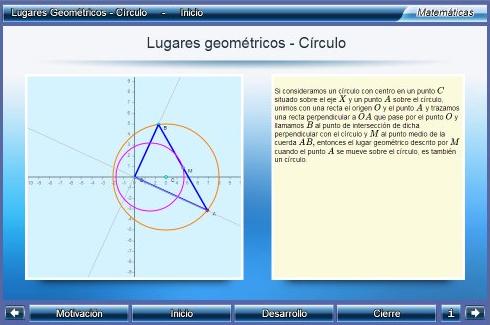 Lugares Geométricos - Círculo - Inicio
Matemáticas
Lugares geométricos - Círculo
Si consideramos un círculo con centro en un punto C
situado sobre el eje X y un punto A sobre el círculo,
unimos con una recta el origen O y el punto A y trazamos
una recta perpendicular a OA que pase por el punto O y
llamamos B al punto de intersección de dicha
perpendicular con el círculo y M al punto medio de la
cuerda AB, entonces el lugar geométrico descrito por M
cuando el punto A se mueve sobre el círculo, es también
un círculo.
B
M
C
A
Motivación
Inicio
Desarrollo
Cierre
i